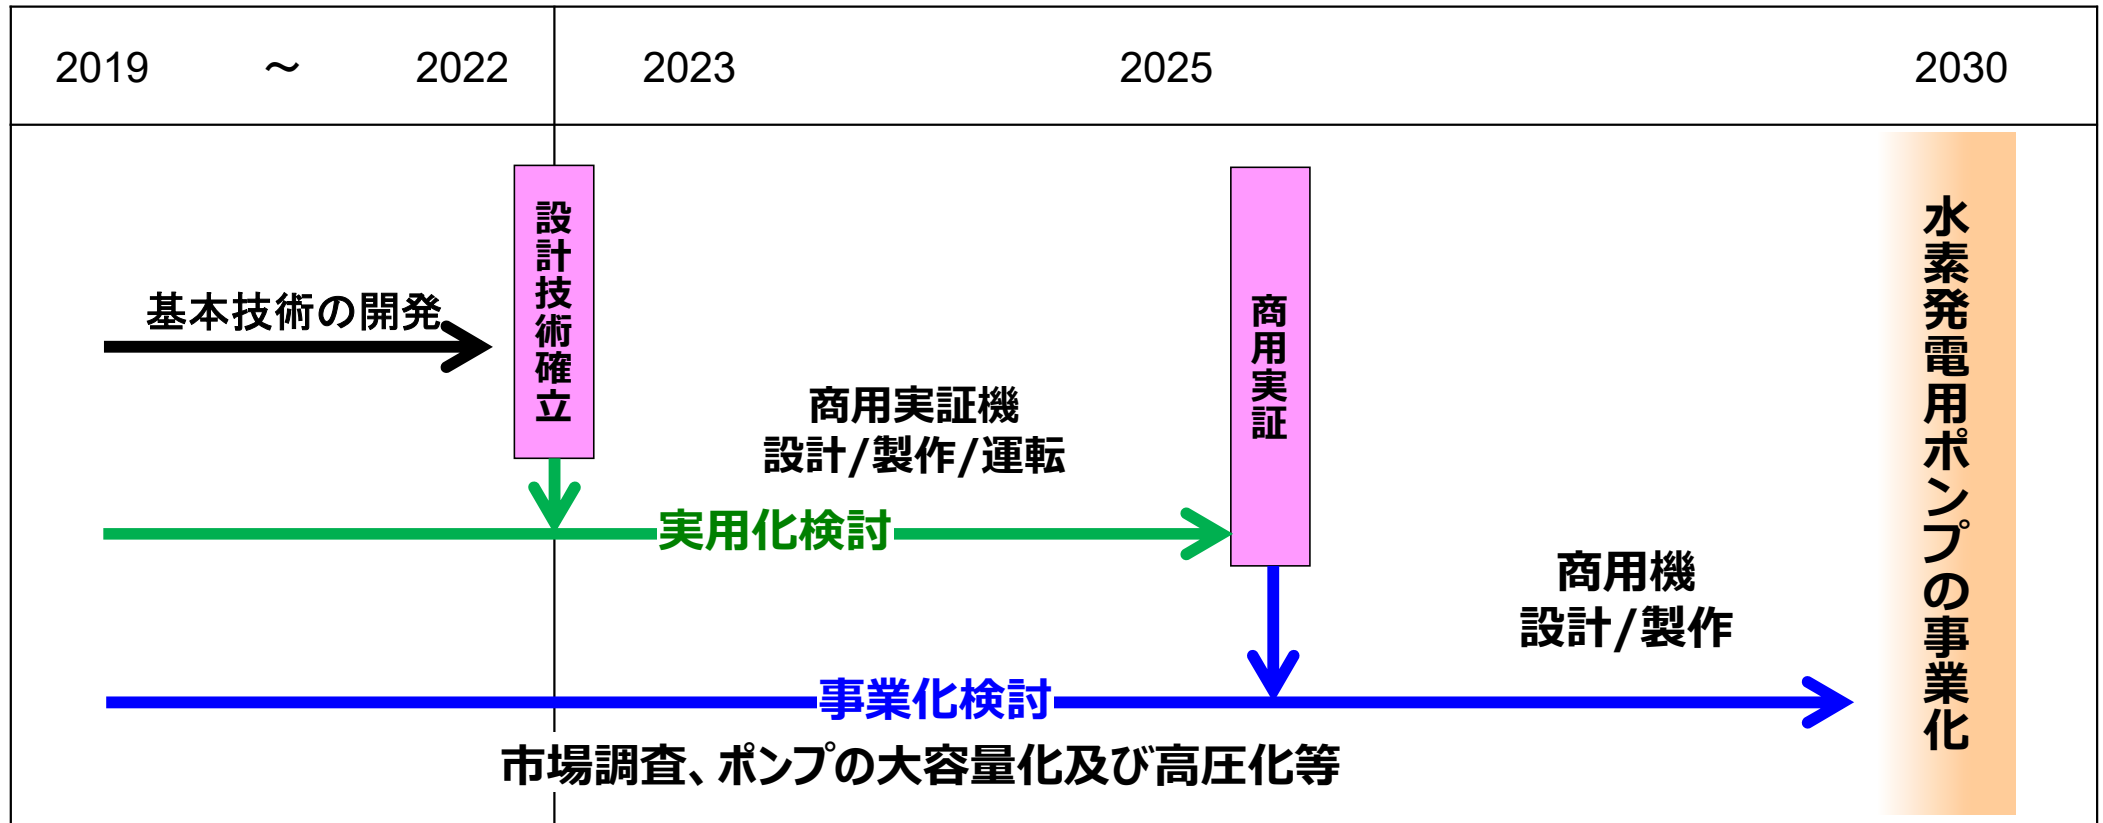 2019 ～ 2022 2023 2025 2030
設計技術確立
基本技術の開発
商用実証
商用実証機
設計/製作/運転
実用化検討
商用機
設計/製作
事業化検討
市場調査、ポンプの大容量化及び高圧化等
水素発電用ポンプの事業化